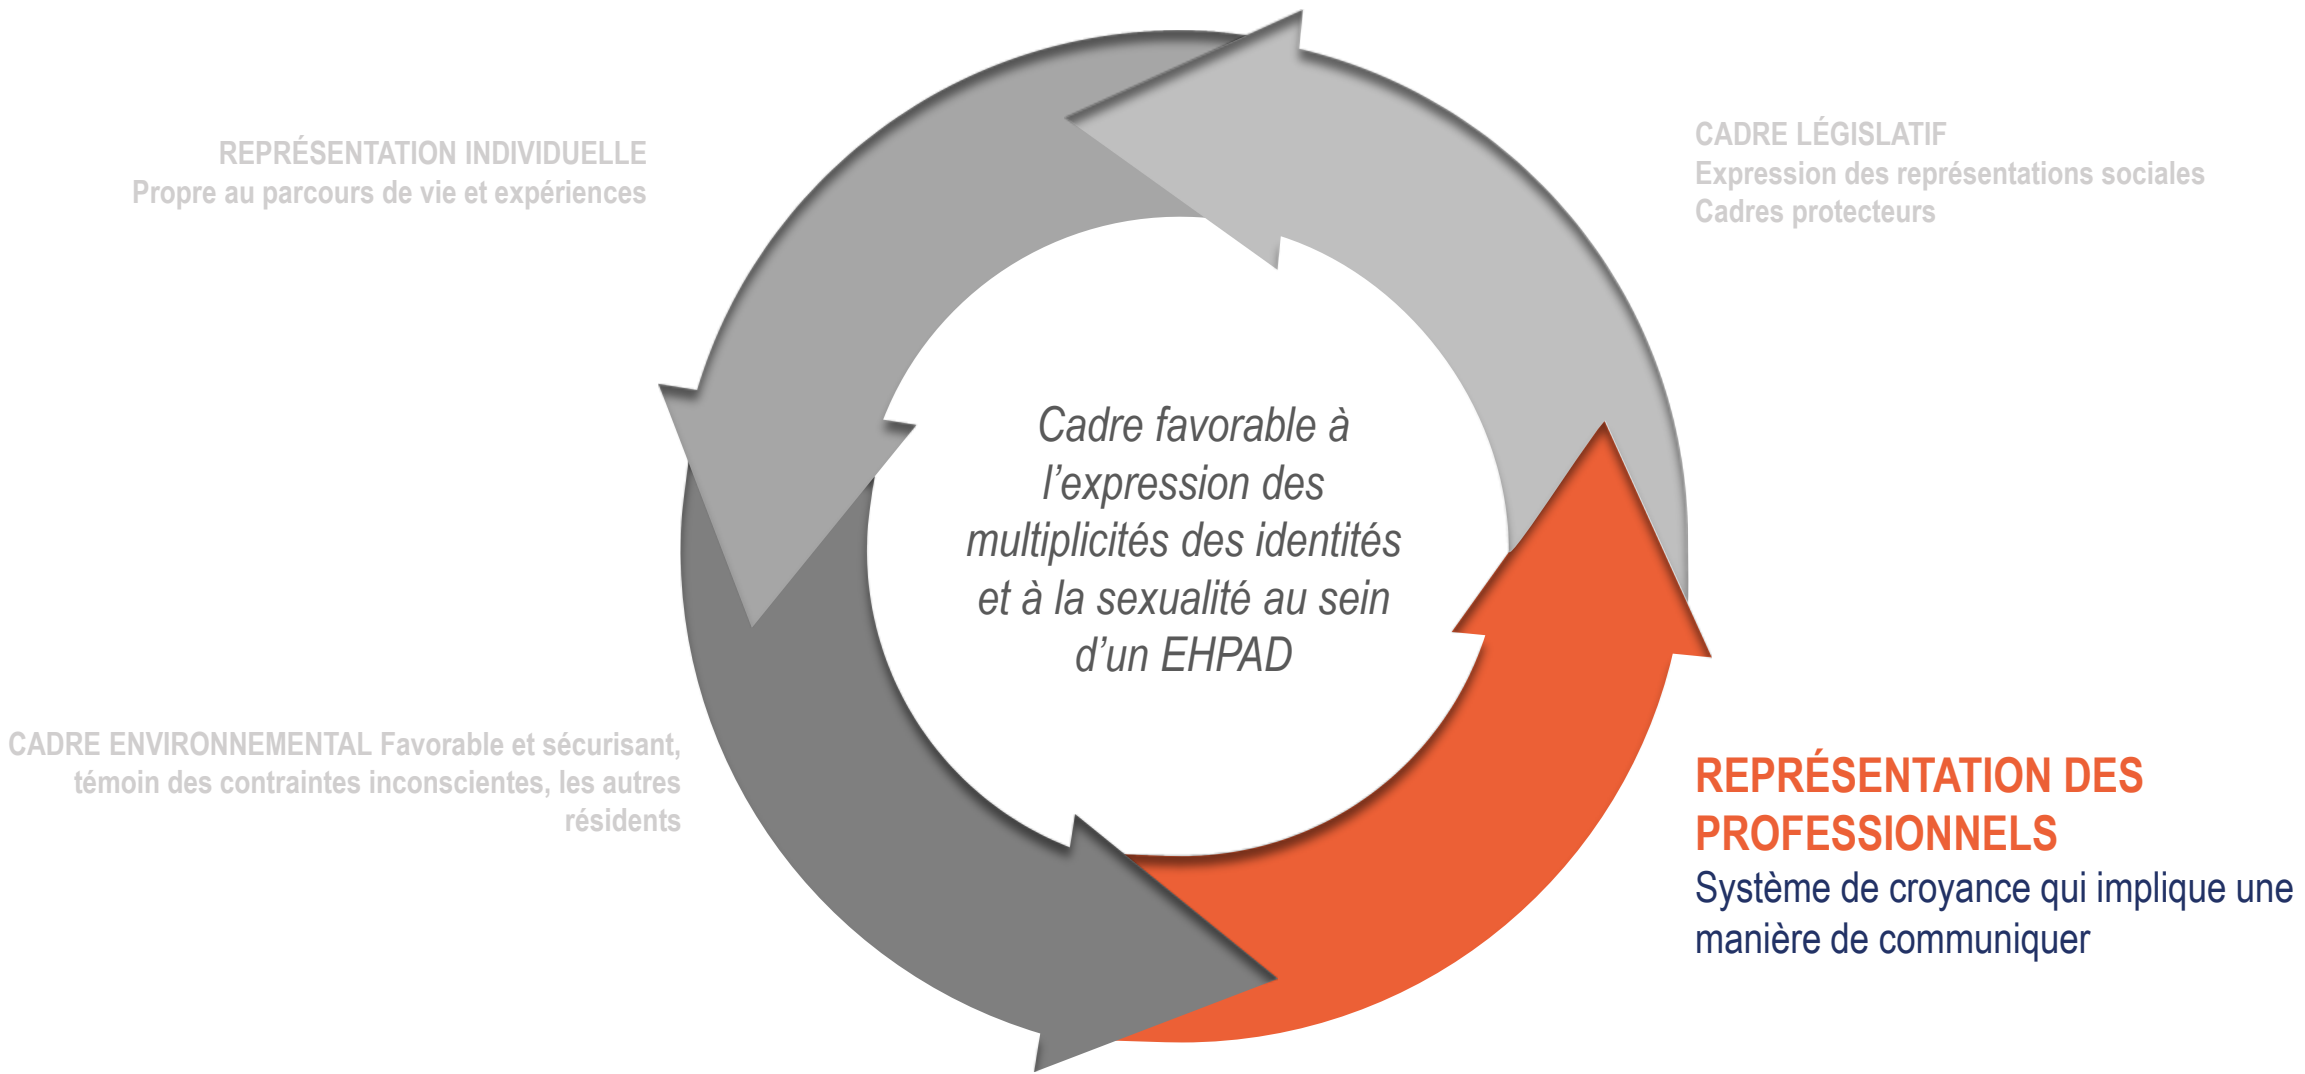 REPRÉSENTATION INDIVIDUELLE
Propre au parcours de vie et expériences
CADRE LÉGISLATIF
Expression des représentations sociales
Cadres protecteurs
Cadre favorable à
l’expression des
multiplicités des identités
et à la sexualité au sein
d’un EHPAD
CADRE ENVIRONNEMENTAL Favorable et sécurisant,
témoin des contraintes inconscientes, les autres
résidents
REPRÉSENTATION DES
PROFESSIONNELS
Système de croyance qui implique une
manière de communiquer